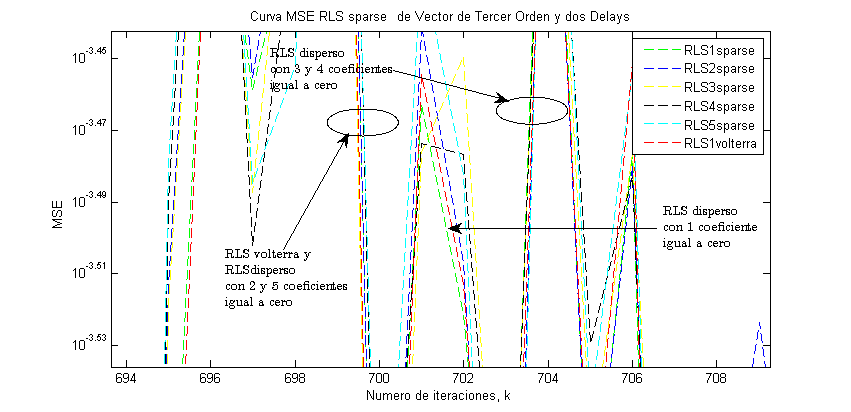 Curva MSE RLS sparse de Vector de Tercer Orden y dos Delays
10^-3.45
10^-3.47
10^-3.49
10^-3.51
10^-3.53
MSE
RLS disperso
con 3 y 4 coeficientes
igual a cero
RLS1sparse
RLS2sparse
RLS3sparse
RLS4sparse
RLS5sparse
RLS1volterra
RLS disperso
con 1 coeficiente
igual a cero
RLS volterra y
RLSdisperso
con 2 y 5 coeficientes
igual a cero
694 696 698 700 702 704 706 708
Numero de iteraciones, k